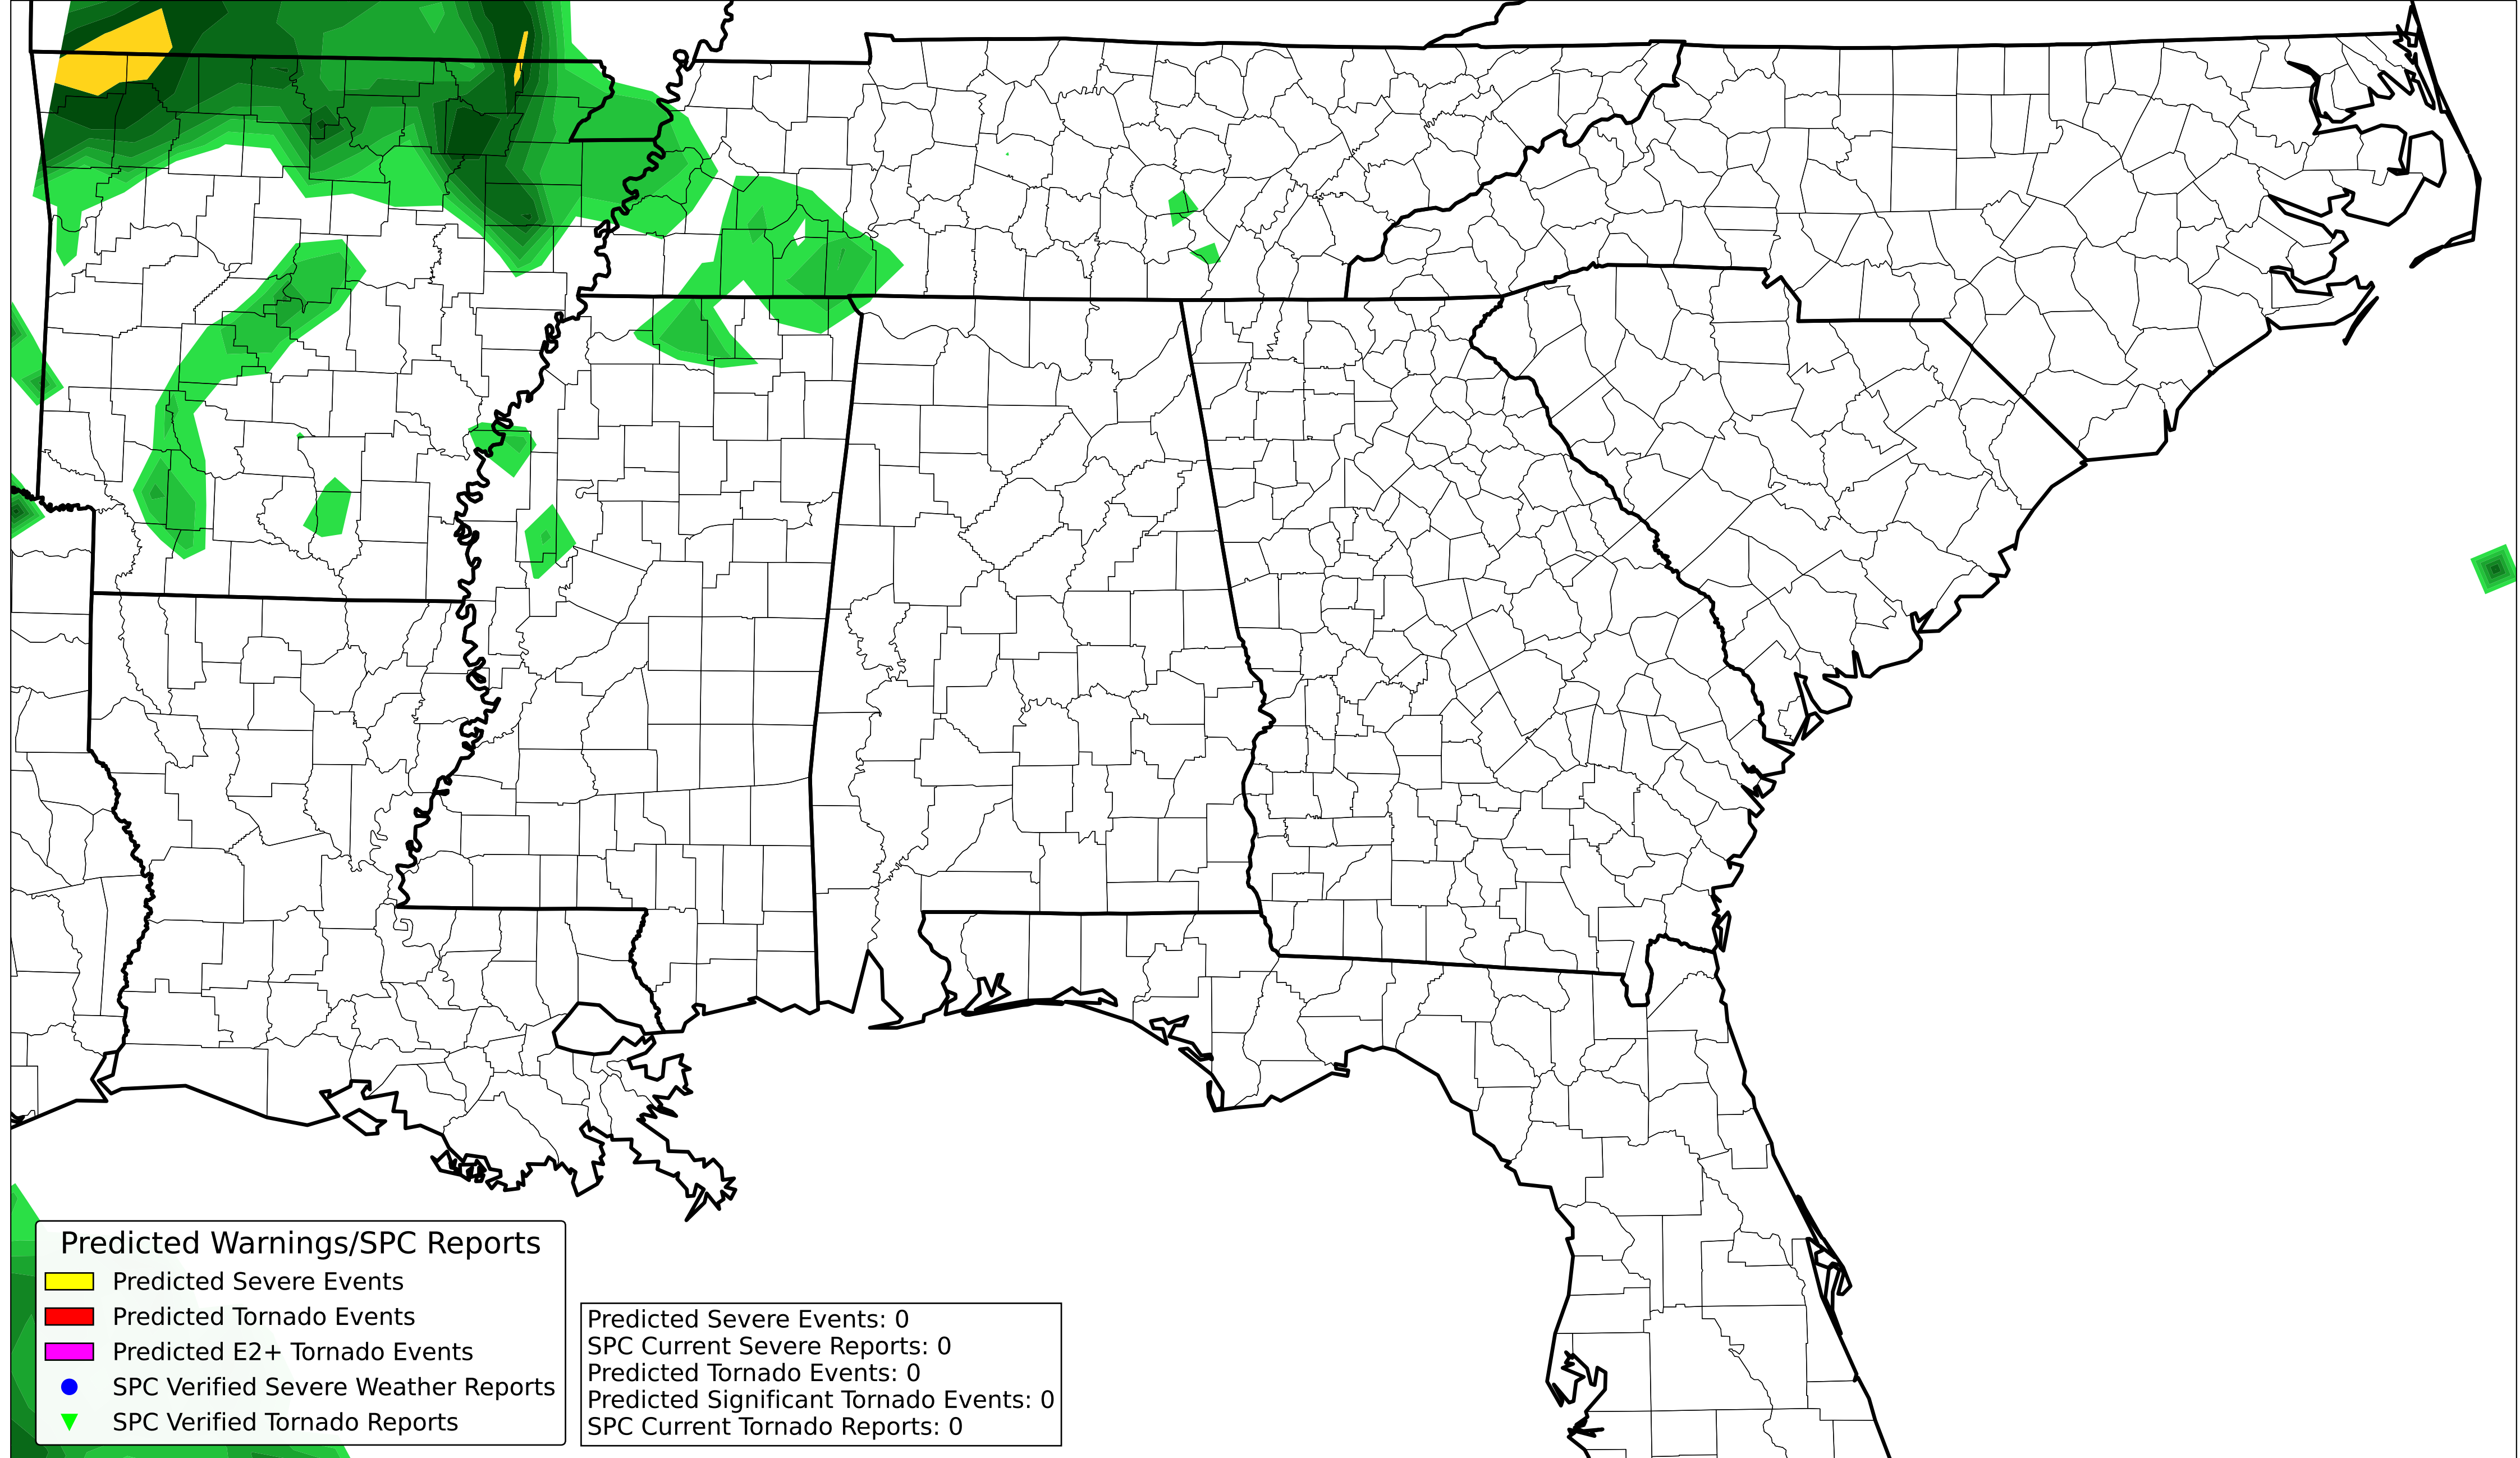 Predicted Warnings/SPC Reports
Predicted Severe Events
Predicted Tornado Events
Predicted E2+ Tornado Events
SPC Verified Severe Weather Reports
SPC Verified Tornado Reports
Predicted Severe Events: 0
SPC Current Severe Reports: 0
Predicted Tornado Events: 0
Predicted Significant Tornado Events: 0
SPC Current Tornado Reports: 0